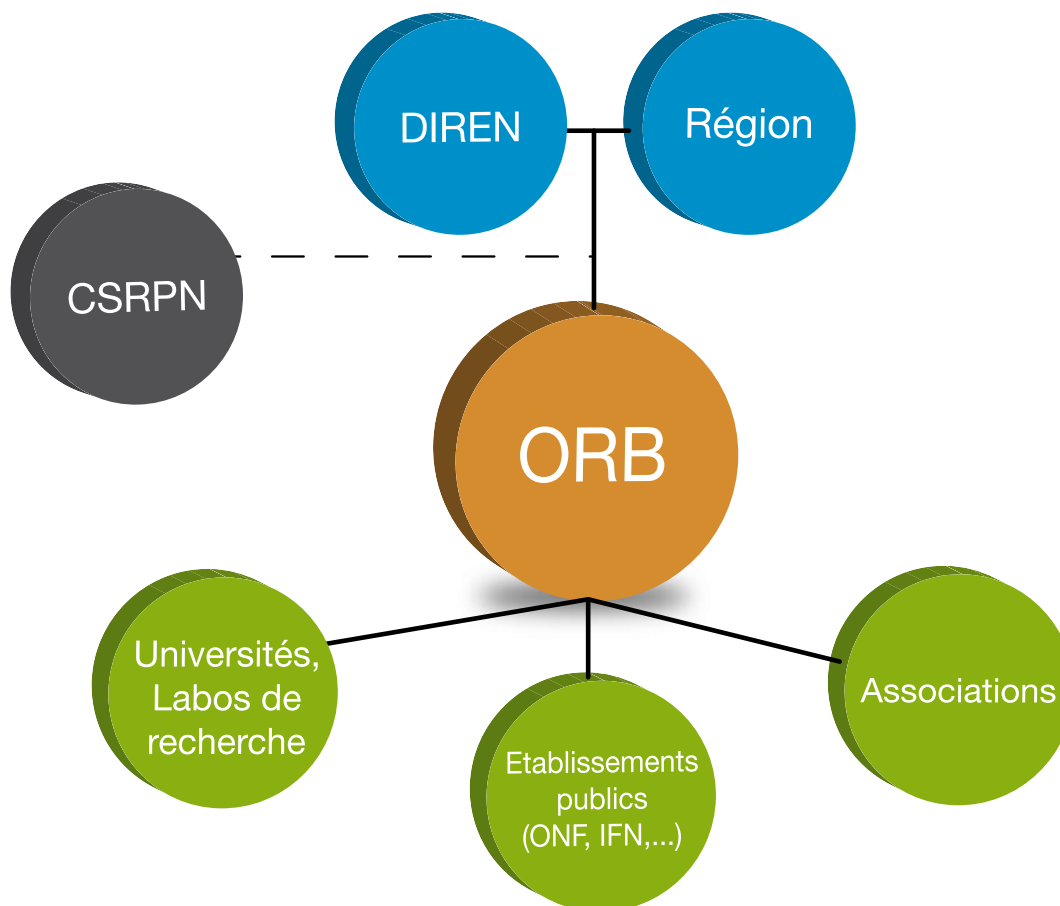 DIREN
Région
CSRPN
ORB
Universités,
Labos de
recherche
Etablissements
publics
(ONF, IFN,...)
Associations